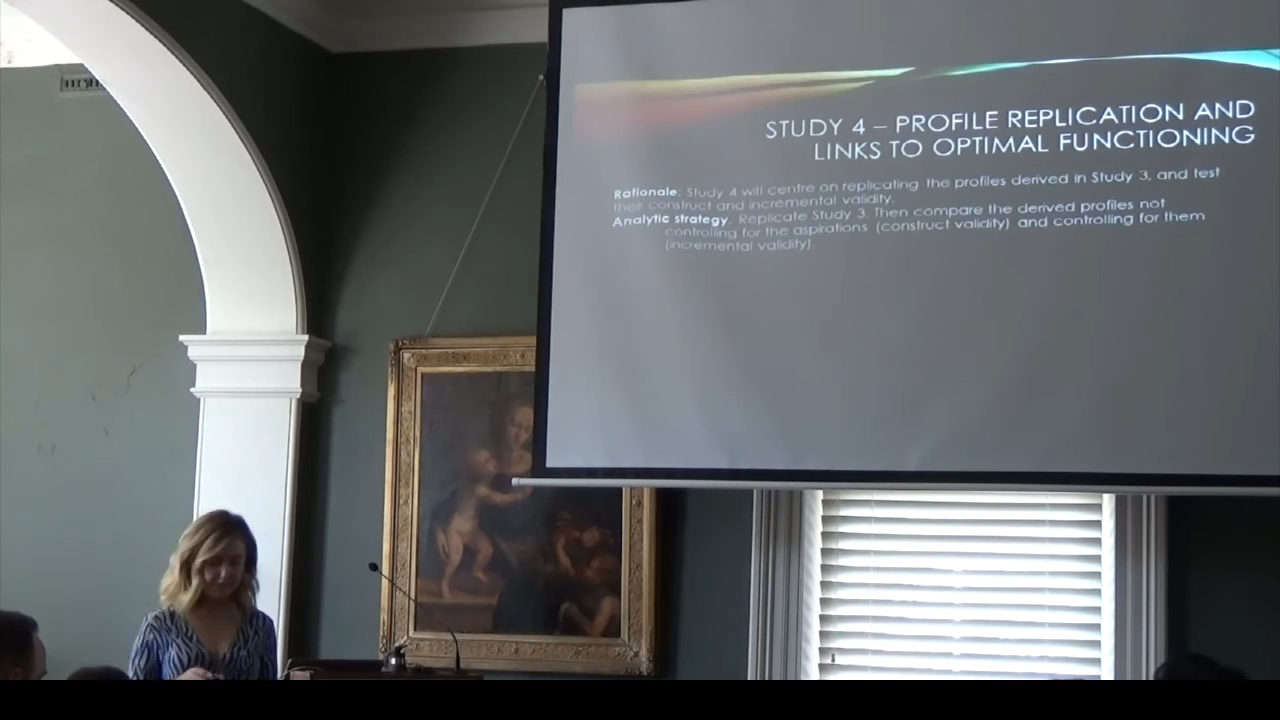 STUDY 4 – PROFILE REPLICATION AND
LINKS TO OPTIMAL FUNCTIONING
Rationale: Study 4 will centre on replicating the profiles derived in Study 3, and test
their construct and incremental validity.
Analytic strategy. Replicate Study 3. Then compare the derived profiles not
controlling for the aspirations (construct validity) and controlling for them
(incremental validity)